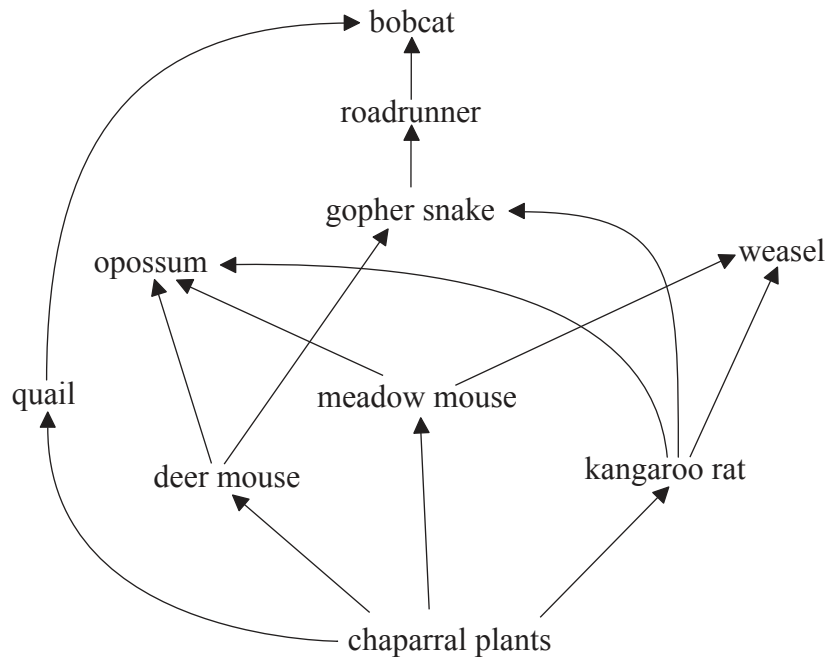 bobcat
roadrunner
gopher snake
opossum
weasel
quail
meadow mouse
deer mouse
kangaroo rat
chaparral plants